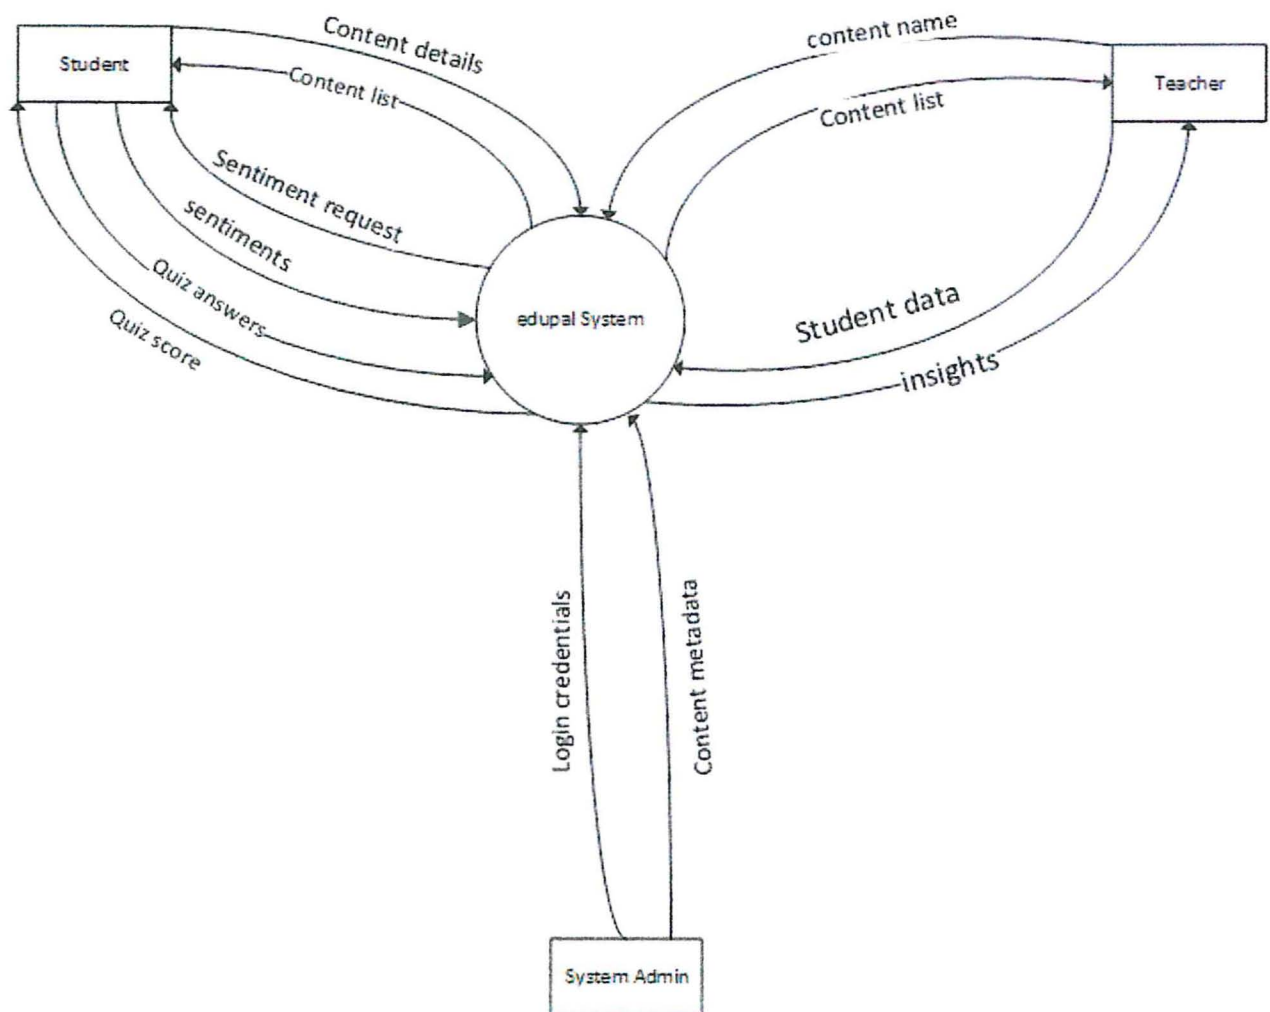 Content details
content name
Student
Content list
Teacher
Content list
Sentiment request
sentiments
Quiz answers
Quiz score
edupal System
Student data
insights
Login credentials
Content metadata
System Admin